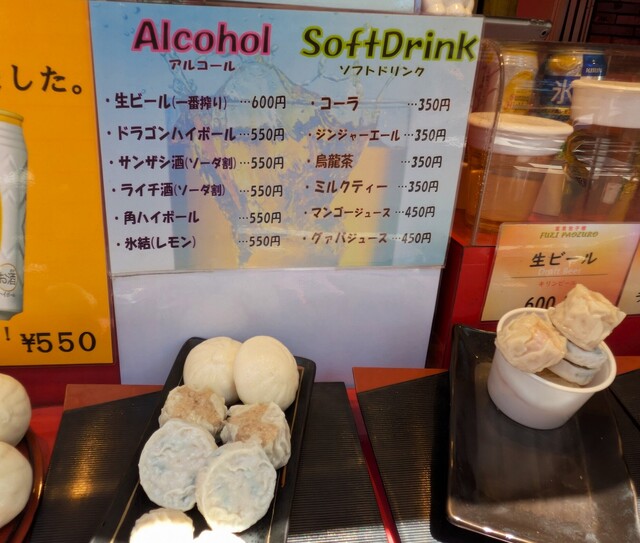 Alcohol
アルコール
・生ビール(一番搾り) …600円
・ドラゴンハイボール …550円
・サンザシ酒(ソーダ割) …550円
・ライチ酒(ソーダ割) …550円
・角ハイボール …550円
・氷結(レモン) …550円
SoftDrink
ソフトドリンク
・コーラ …350円
・ジンジャーエール …350円
・烏龍茶 350円
・ミルクティー …350円
・マンゴージュース …450円
・グァバジュース …450円
した。
お酒
! ¥550
氷
生ビール
600